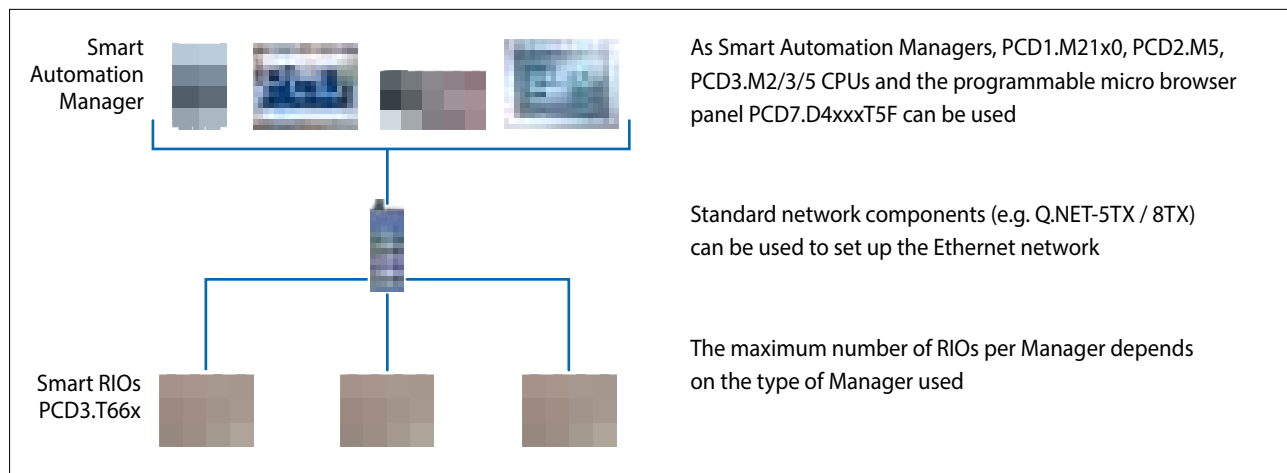 Smart
Automation
Manager
As Smart Automation Managers, PCD1.M21x0, PCD2.M5,
PCD3.M2/3/5 CPUs and the programmable micro browser
panel PCD7.D4xxxT5F can be used
Standard network components (e.g. Q.NET-5TX / 8TX)
can be used to set up the Ethernet network
Smart RIOs
PCD3.T66x
The maximum number of RIOs per Manager depends
on the type of Manager used